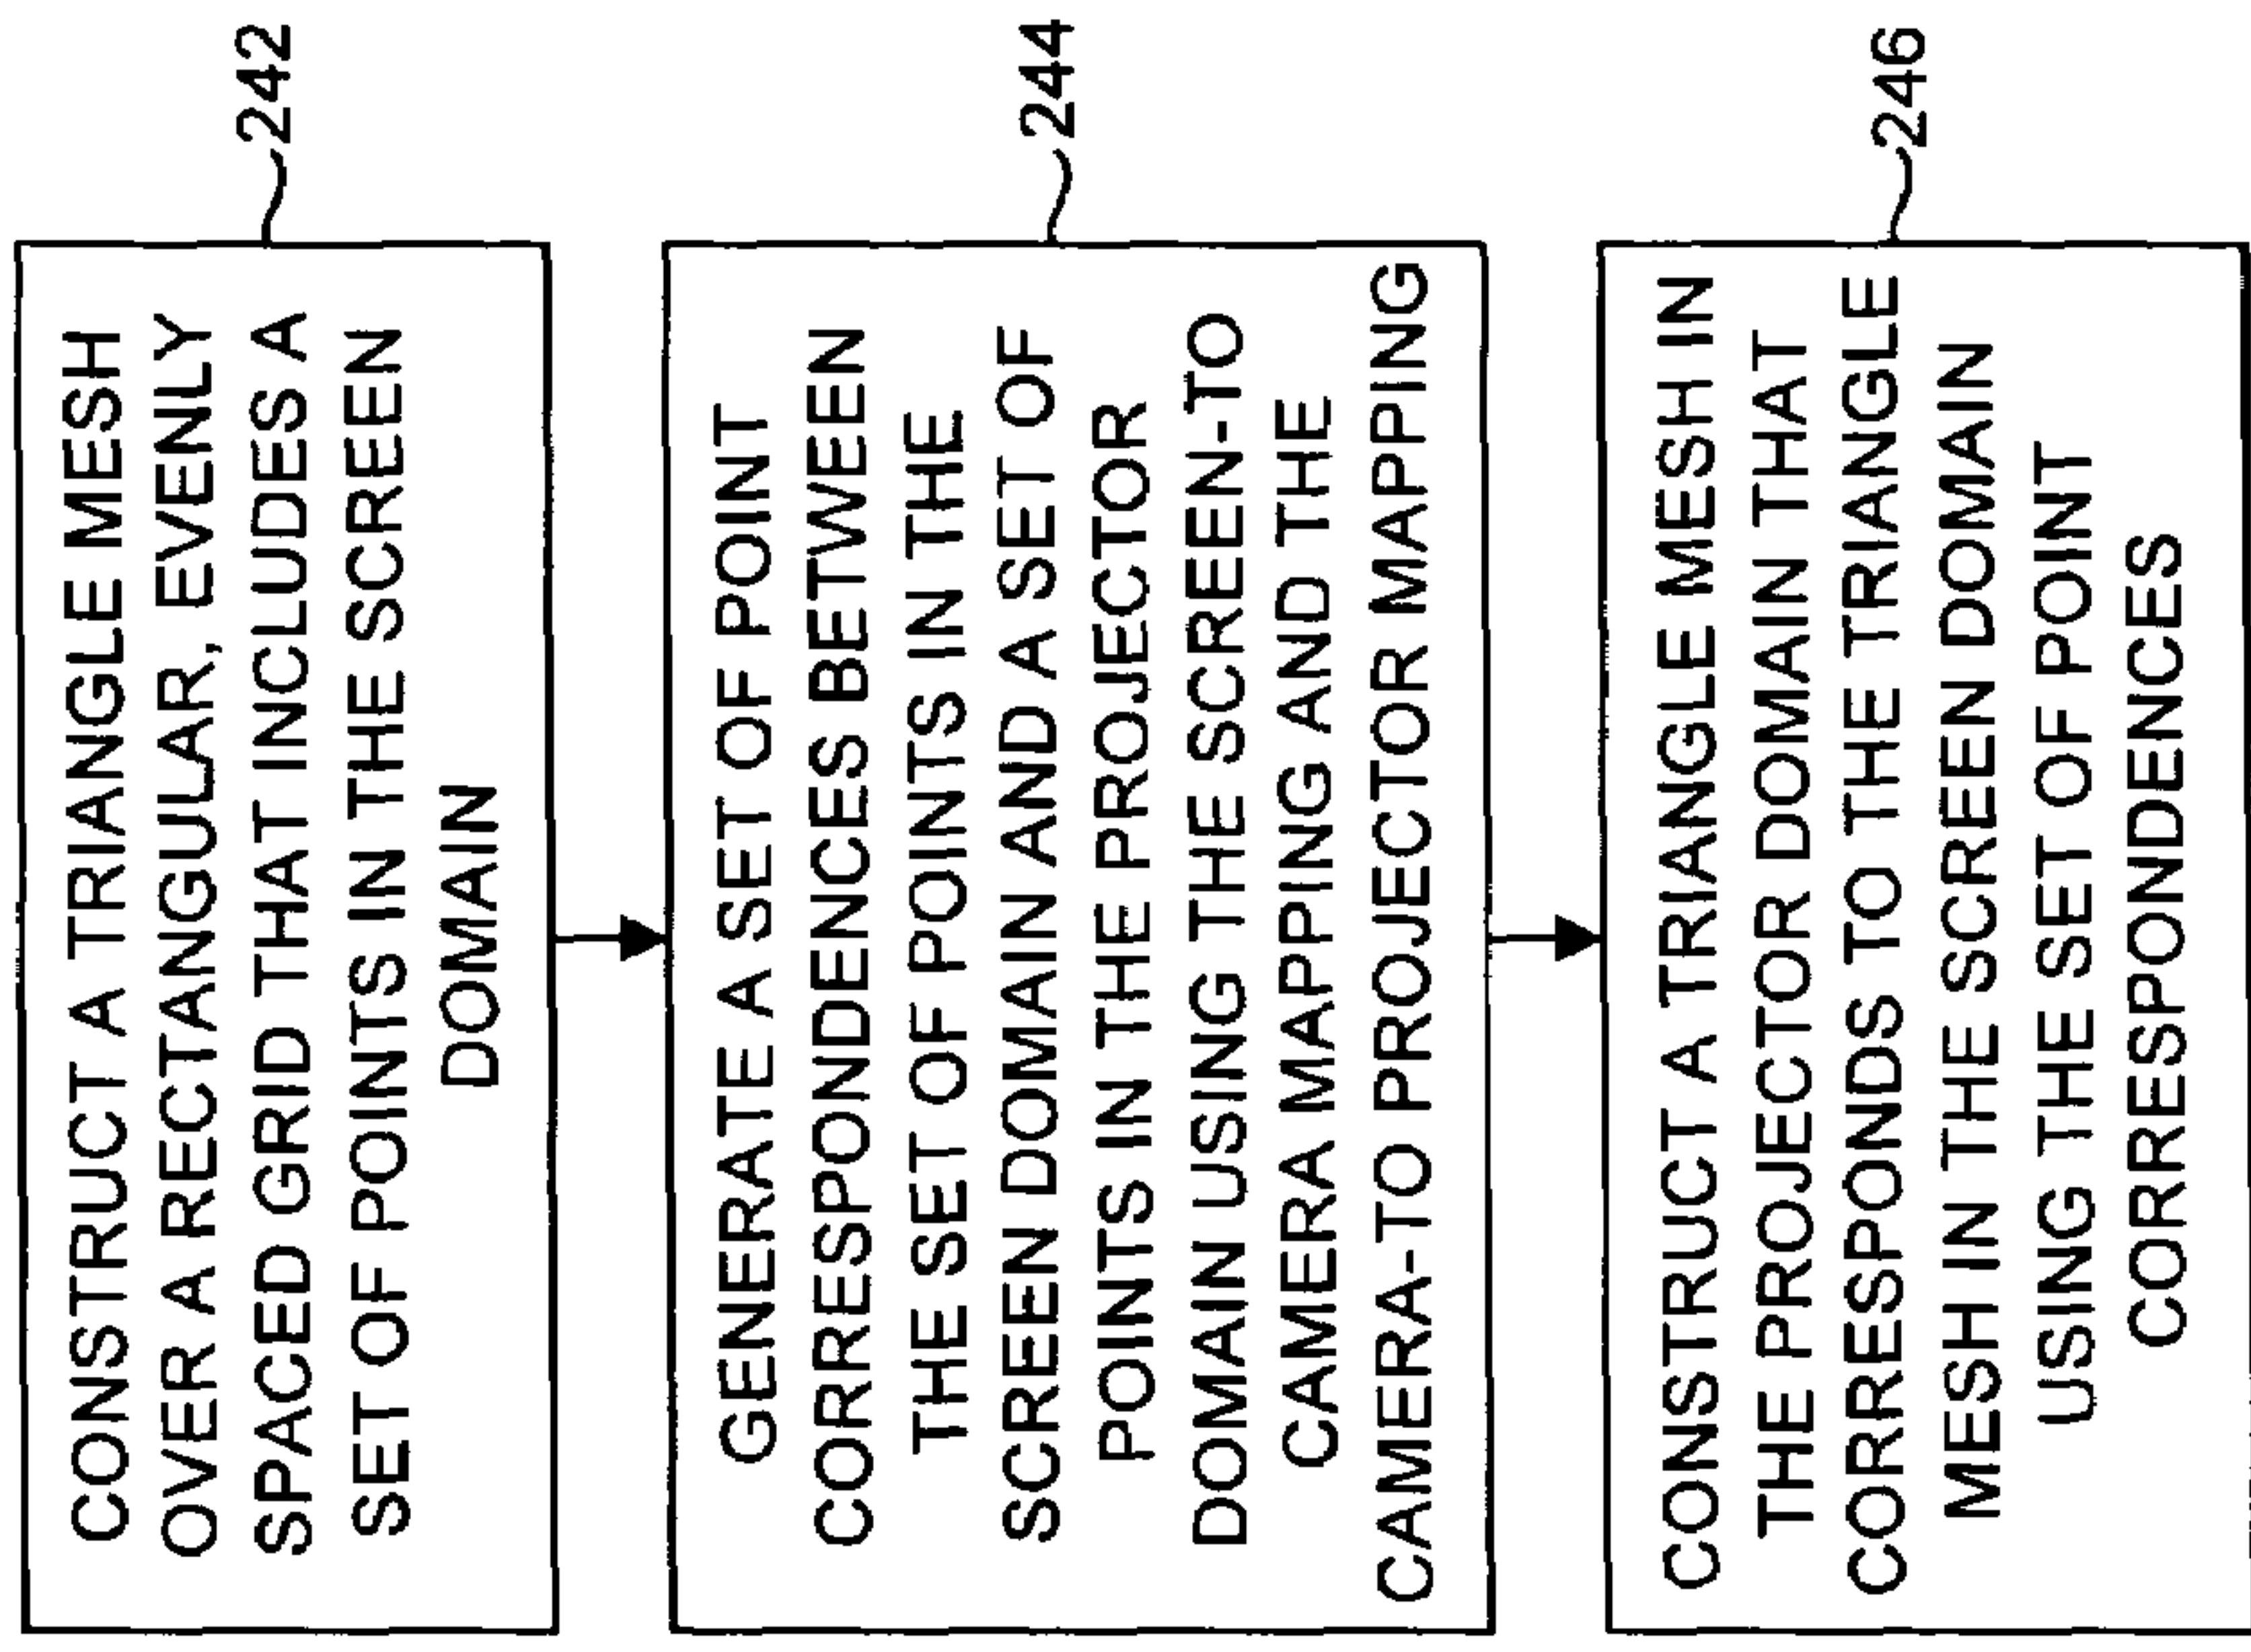 CONSTRUCT A TRIANGLE MESH
OVER A RECTANGULAR, EVENLY
SPACED GRID THAT INCLUDES A
SET OF POINTS IN THE SCREEN
DOMAIN
242
GENERATE A SET OF POINT
CORRESPONDENCES BETWEEN
THE SET OF POINTS IN THE
SCREEN DOMAIN AND A SET OF
POINTS IN THE PROJECTOR
DOMAIN USING THE SCREEN-TO
CAMERA MAPPING AND THE
CAMERA-TO PROJECTOR MAPPING
244
CONSTRUCT A TRIANGLE MESH IN
THE PROJECTOR DOMAIN THAT
CORRESPONDS TO THE TRIANGLE
MESH IN THE SCREEN DOMAIN
USING THE SET OF POINT
CORRESPONDENCES
246